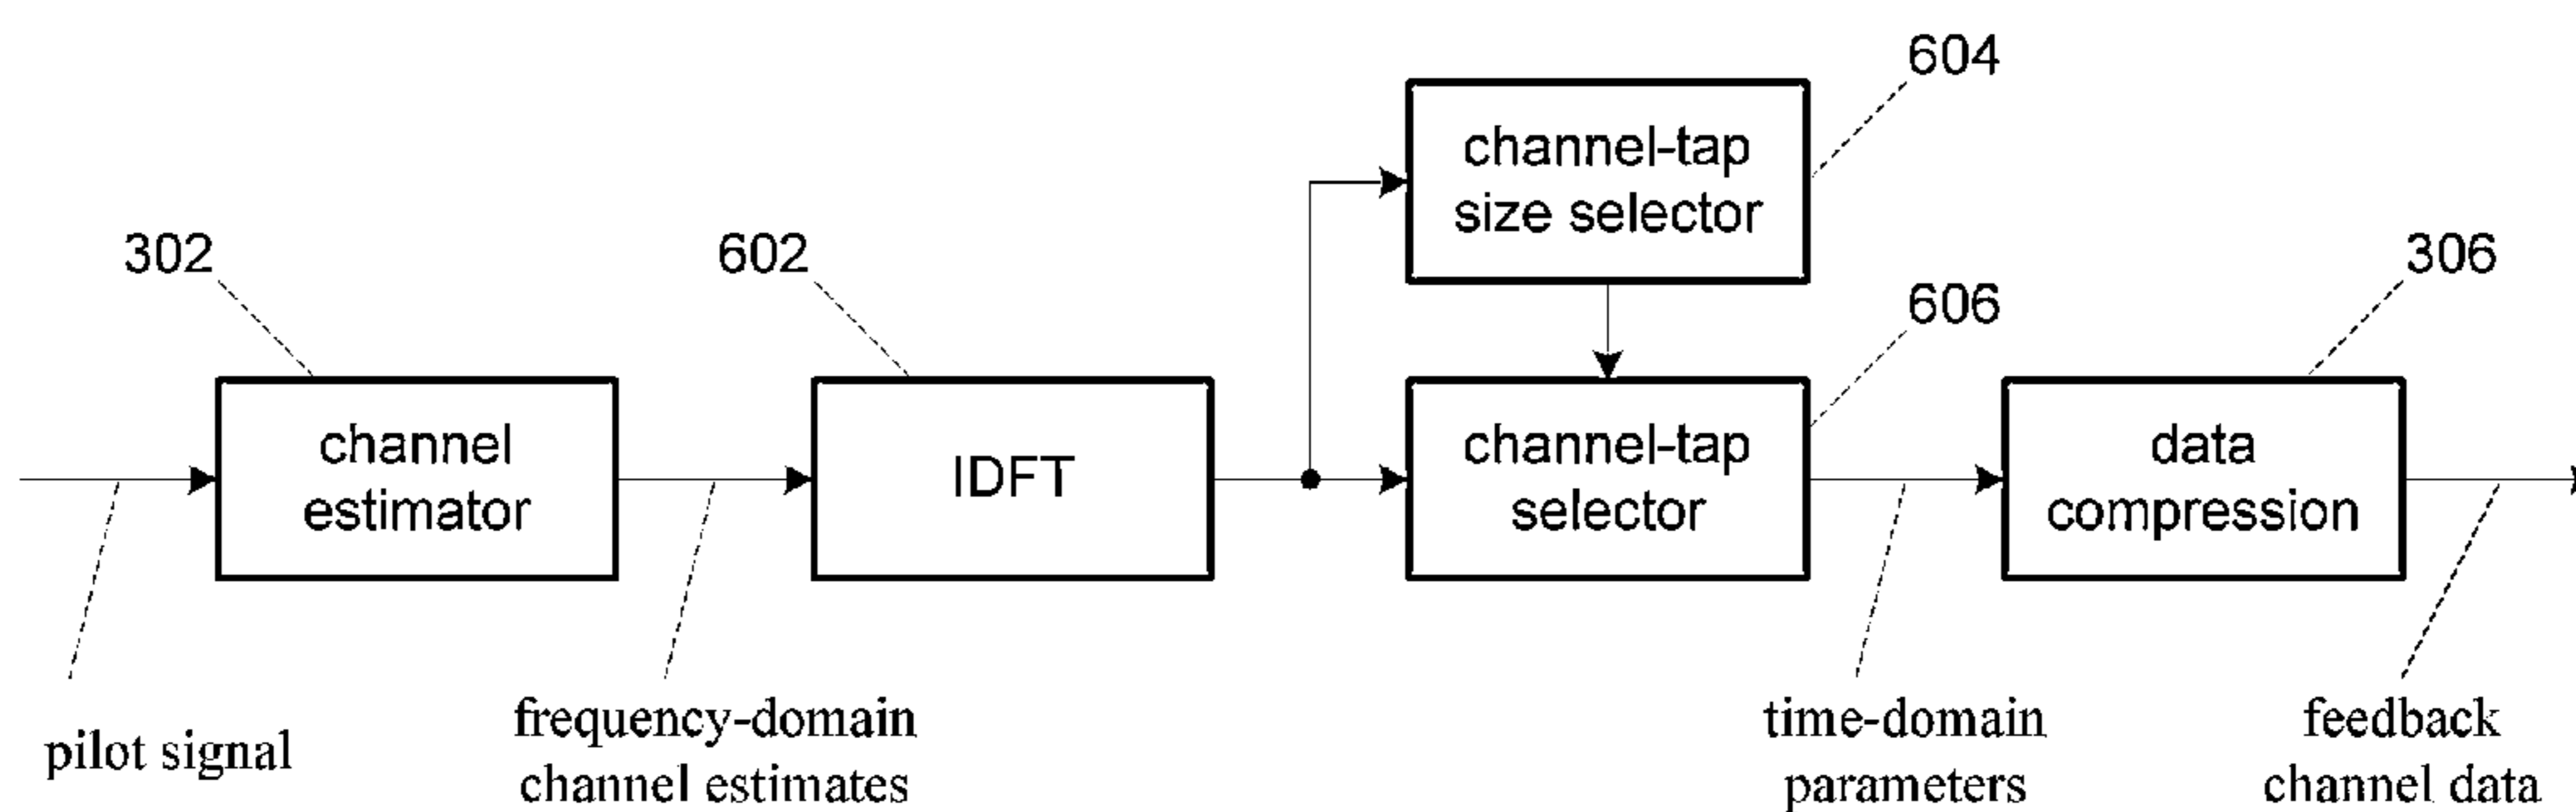 604
channel-tap
size selector
302
602
606
306
channel
estimator
IDFT
channel-tap
selector
data
compression
pilot signal
frequency-domain
channel estimates
time-domain
parameters
feedback
channel data